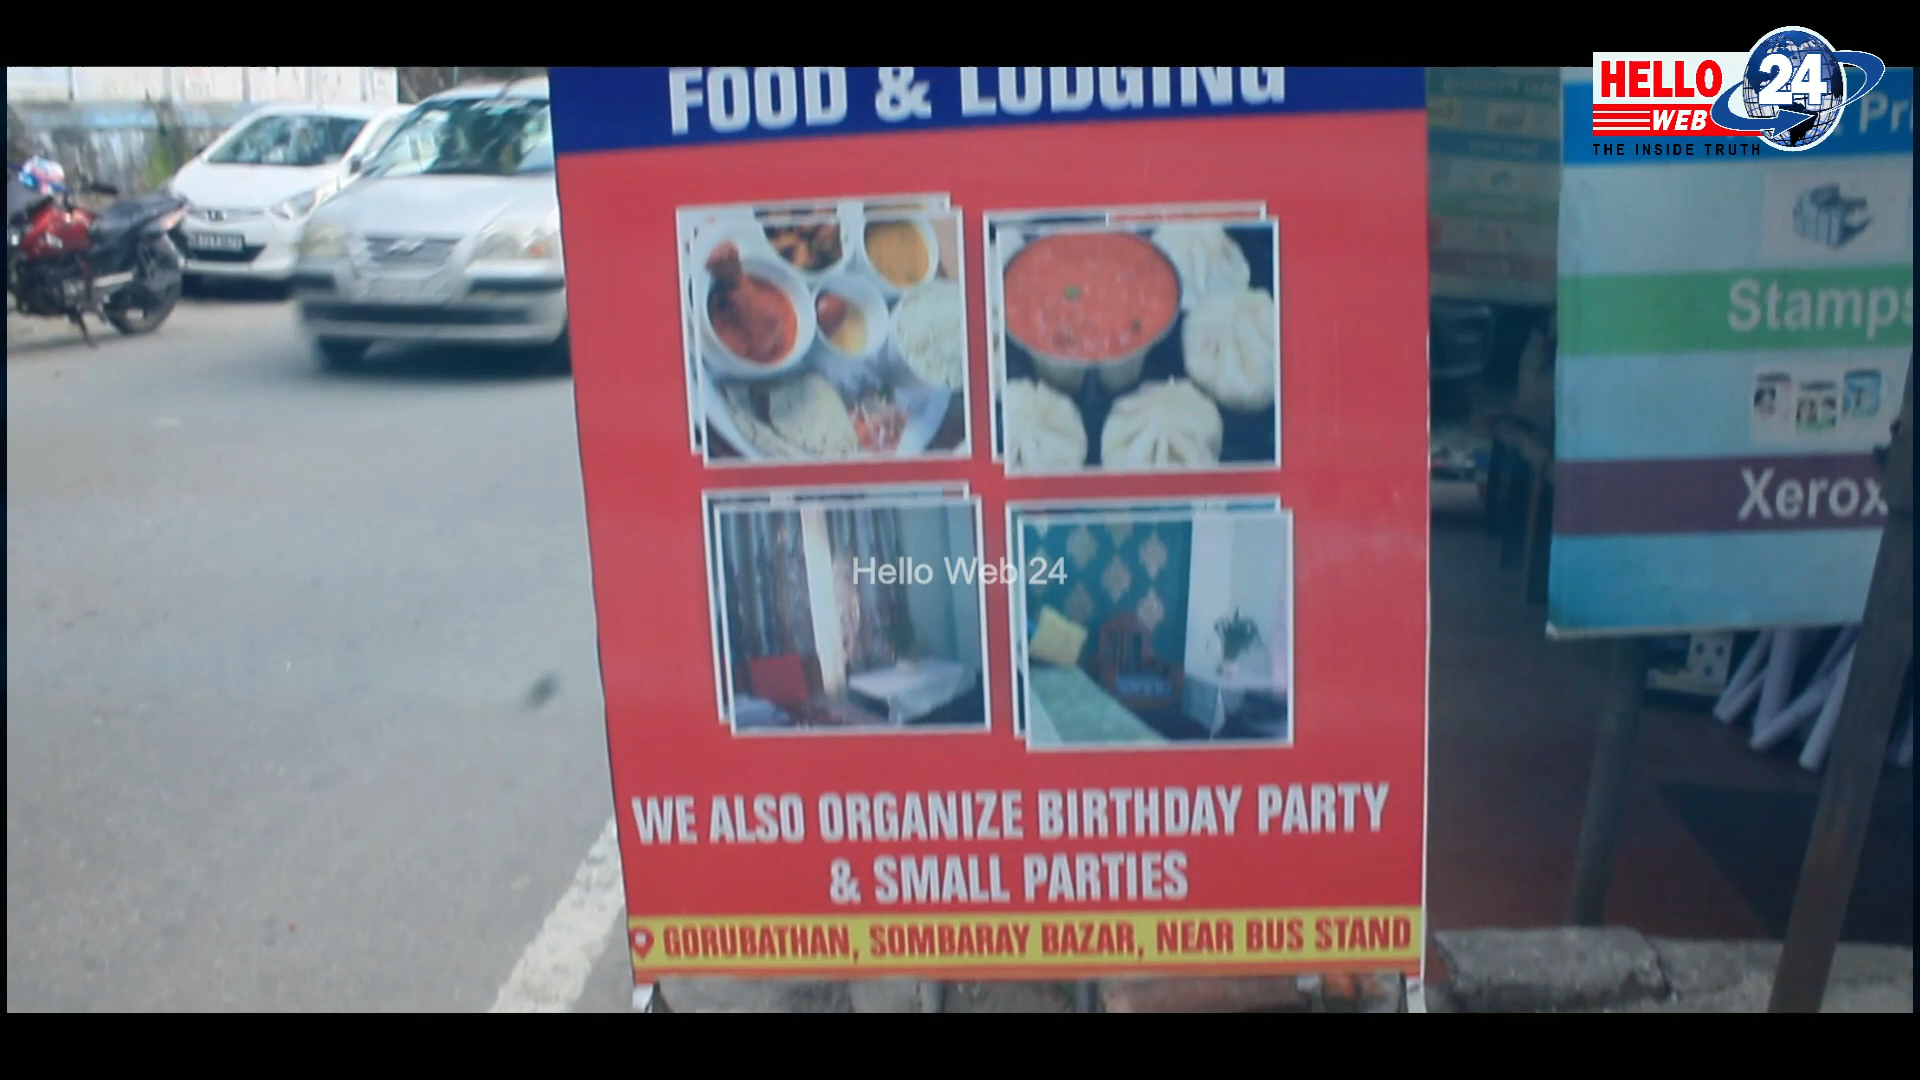 HELLO
WEB
24
THE INSIDE TRUTH
FOOD & LODGING
Stamps
Xerox
Hello Web 24
WE ALSO ORGANIZE BIRTHDAY PARTY
& SMALL PARTIES
GORUBATHAN, SOMBARAY BAZAR, NEAR BUS STAND